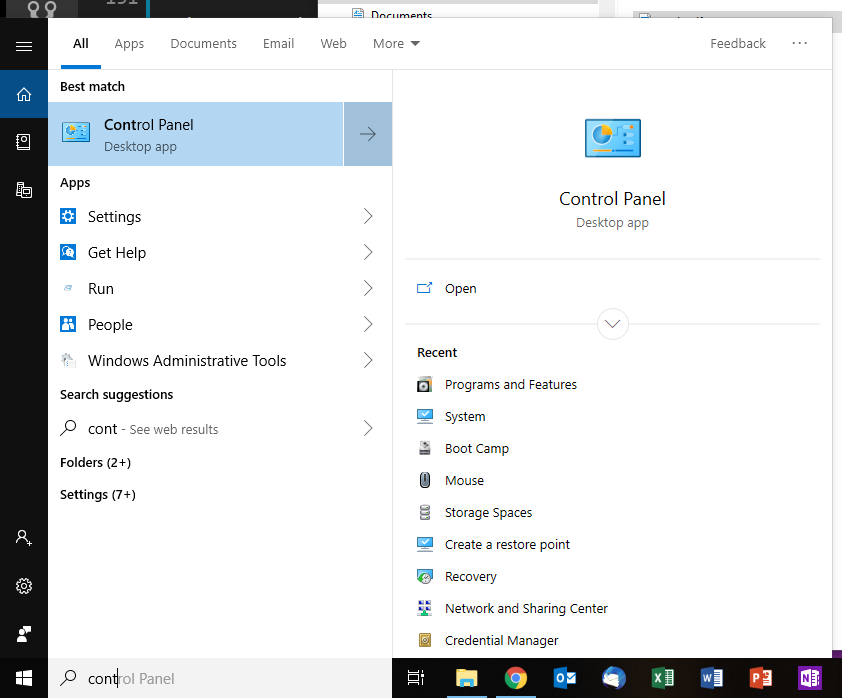 Documents
All Apps Documents Email Web More Feedback ...
Best match
Control Panel
Desktop app
Apps
Settings
Get Help
Run
People
Windows Administrative Tools
Search suggestions
cont - See web results
Folders (2+)
Settings (7+)
Control Panel
Desktop app
Open
Recent
Programs and Features
System
Boot Camp
Mouse
Storage Spaces
Create a restore point
Recovery
Network and Sharing Center
Credential Manager
control Panel